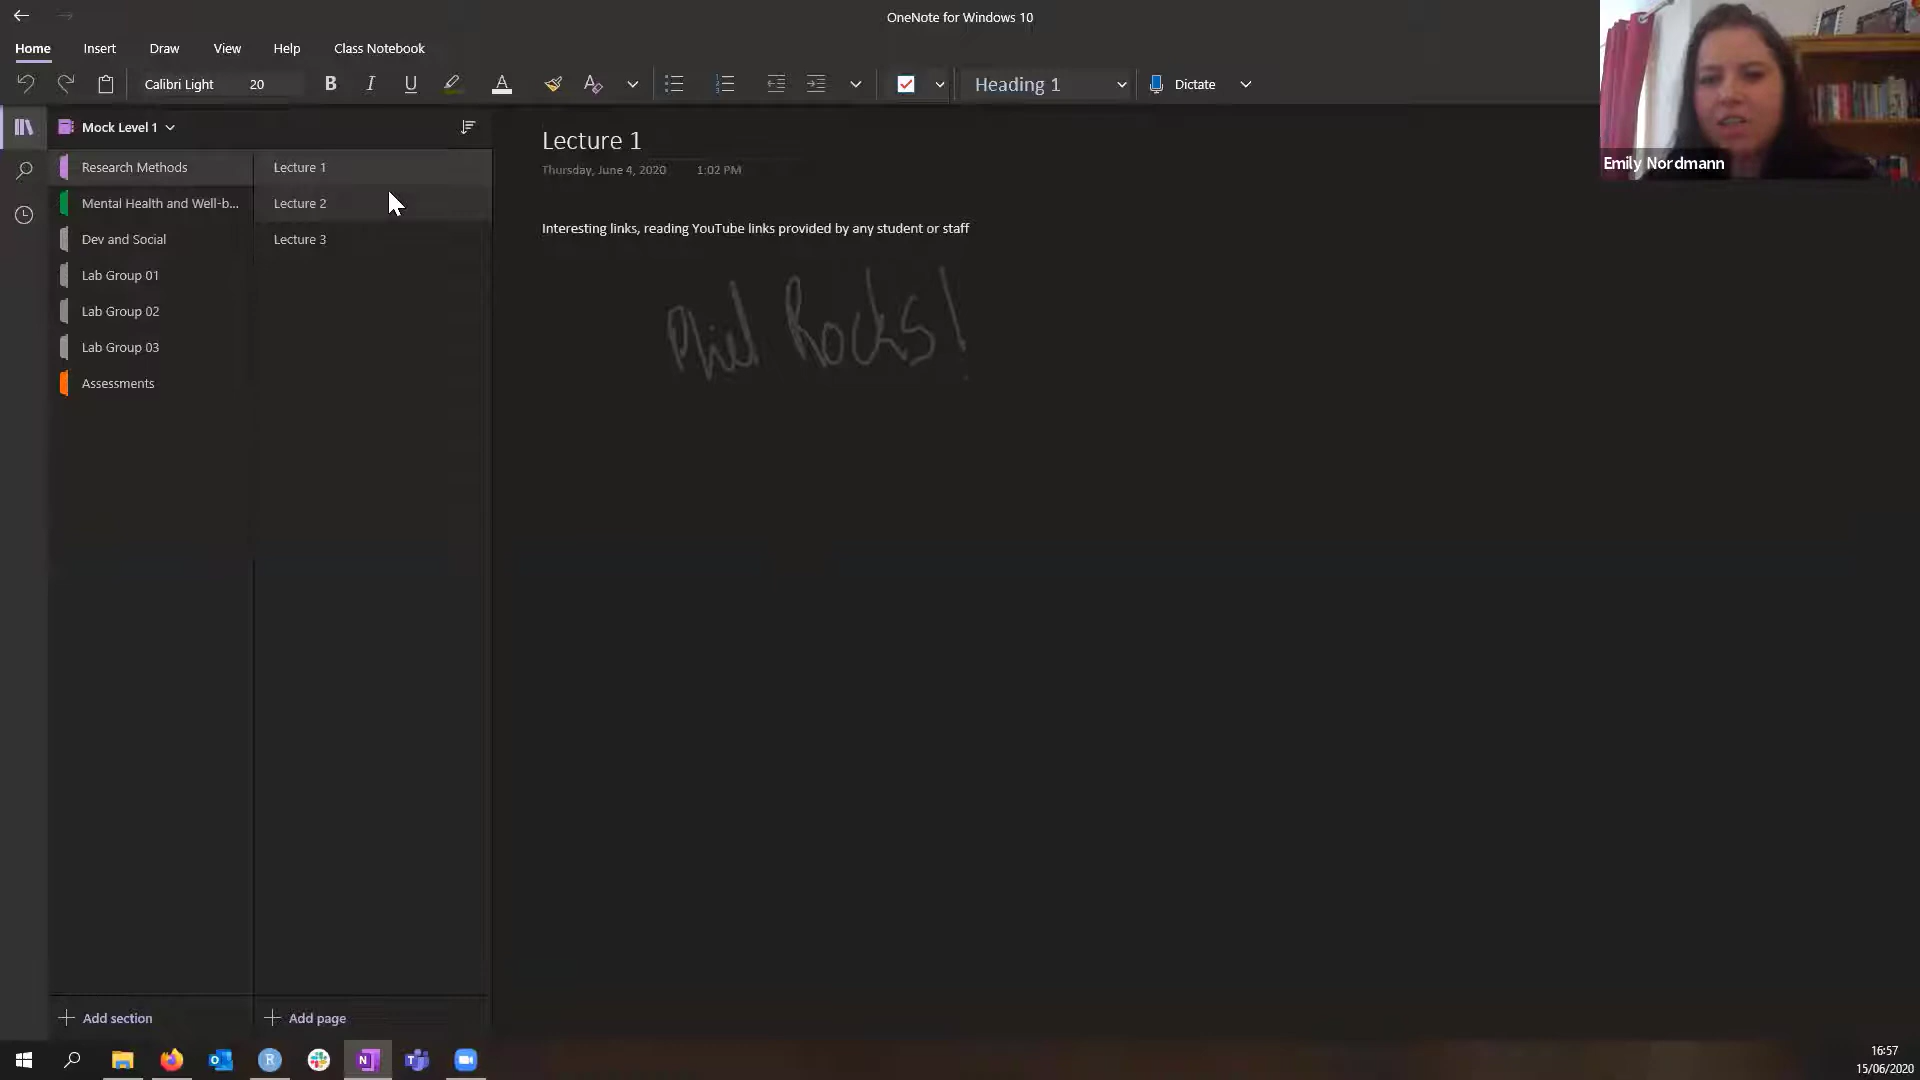 OneNote for Windows 10
Home Insert Draw View Help Class Notebook
Calibri Light 20 B I U A A Heading 1 Dictate
Emily Nordmann
Mock Level 1
Research Methods
Mental Health and Well-b...
Dev and Social
Lab Group 01
Lab Group 02
Lab Group 03
Assessments
Lecture 1
Lecture 2
Lecture 3
Lecture 1
Thursday, June 4, 2020 1:02 PM
Interesting links, reading YouTube links provided by any student or staff
Phil Rocks!
Add section
Add page
16:57
15/06/2020